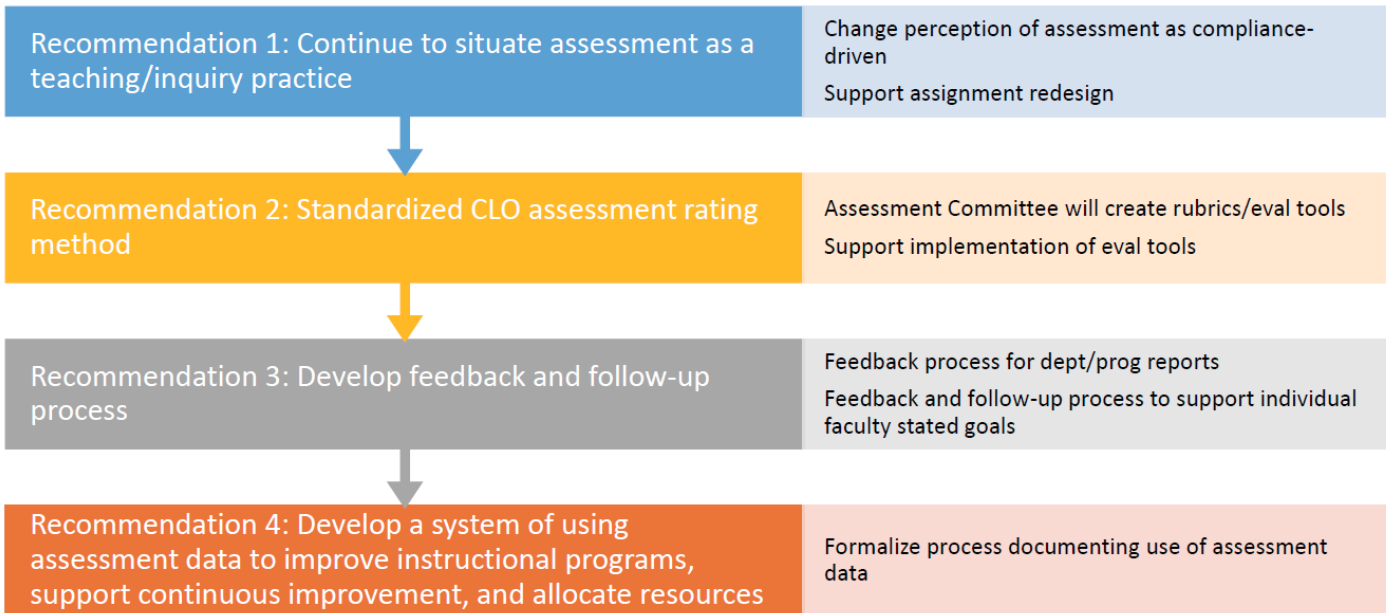 Recommendation 1: Continue to situate assessment as a
teaching/inquiry practice
Change perception of assessment as compliance-
driven
Support assignment redesign
Recommendation 2: Standardized CLO assessment rating
method
Assessment Committee will create rubrics/eval tools
Support implementation of eval tools
Recommendation 3: Develop feedback and follow-up
process
Feedback process for dept/prog reports
Feedback and follow-up process to support individual
faculty stated goals
Recommendation 4: Develop a system of using
assessment data to improve instructional programs,
support continuous improvement, and allocate resources
Formalize process documenting use of assessment
data